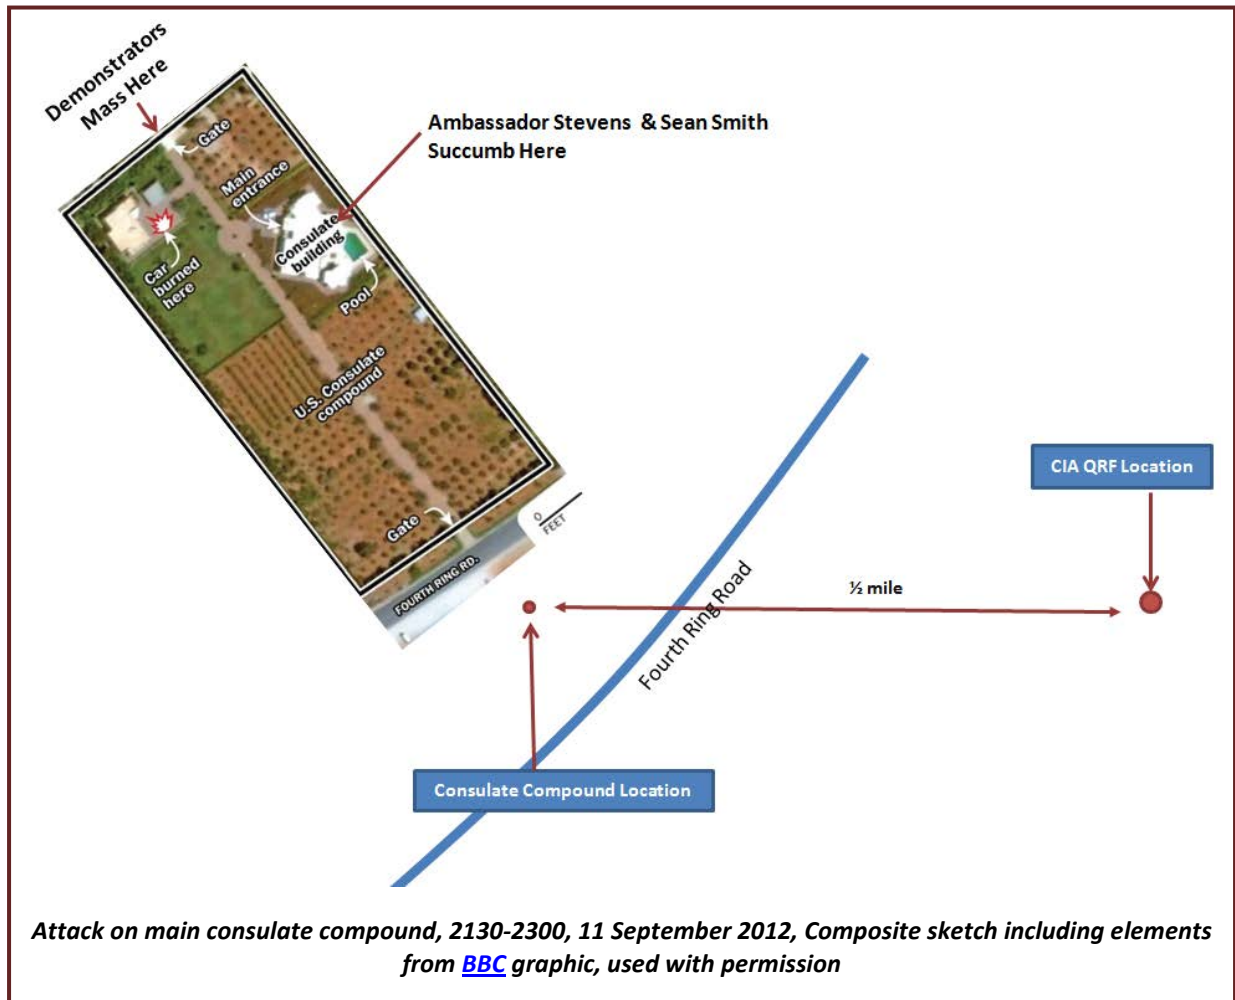 Demonstrators
Mass Here
Ambassador Stevens & Sean Smith
Succumb Here
Gate
Main
entrance
Consulate
building
Car
burned
here
Pool
U.S. Consulate
compound
Gate
0
FEET
FOURTH RING RD.
CIA QRF Location
½ mile
Fourth Ring Road
Consulate Compound Location
Attack on main consulate compound, 2130-2300, 11 September 2012, Composite sketch including elements
from BBC graphic, used with permission